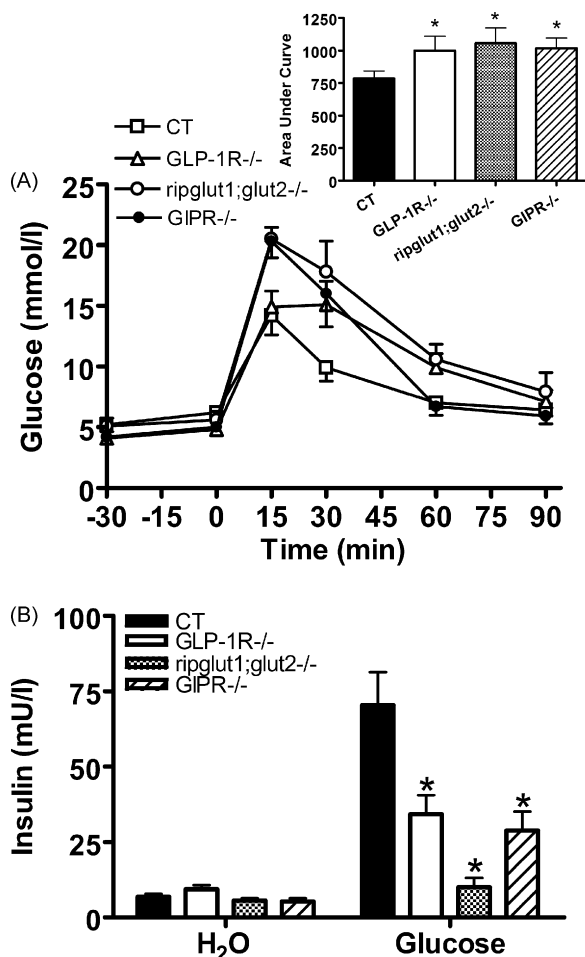 1250
1000
750
500
250
0
Area Under Curve
* * *
CT
GLP-1R-/-
ripglut1;glut2-/-
GIPR-/-
CT
GLP-1R-/-
ripglut1;glut2-/-
GIPR-/-
(A)
25
20
15
10
5
0
Glucose (mmol/l)
-30 -15 0 15 30 45 60 75 90
Time (min)
(B)
CT
GLP-1R-/-
ripglut1;glut2-/-
GIPR-/-
100
75
50
25
0
Insulin (mU/l)
* * *
H₂O Glucose